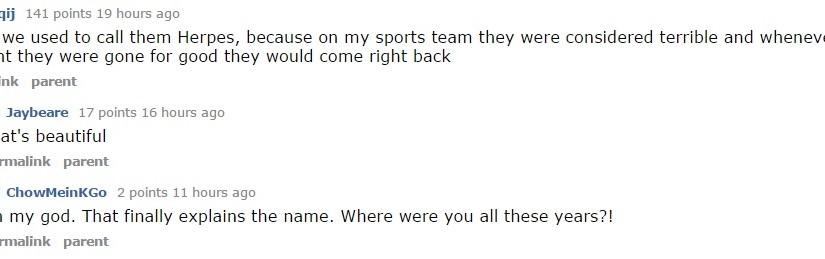 qij 141 points 19 hours ago
we used to call them Herpes, because on my sports team they were considered terrible and
they were gone for good they would come right back
parent
Jaybeare 17 points 16 hours ago
at's beautiful
rmalink parent
ChowMeinKGo 2 points 11 hours ago
my god. That finally explains the name. Where were you all these years?!
rmalink parent